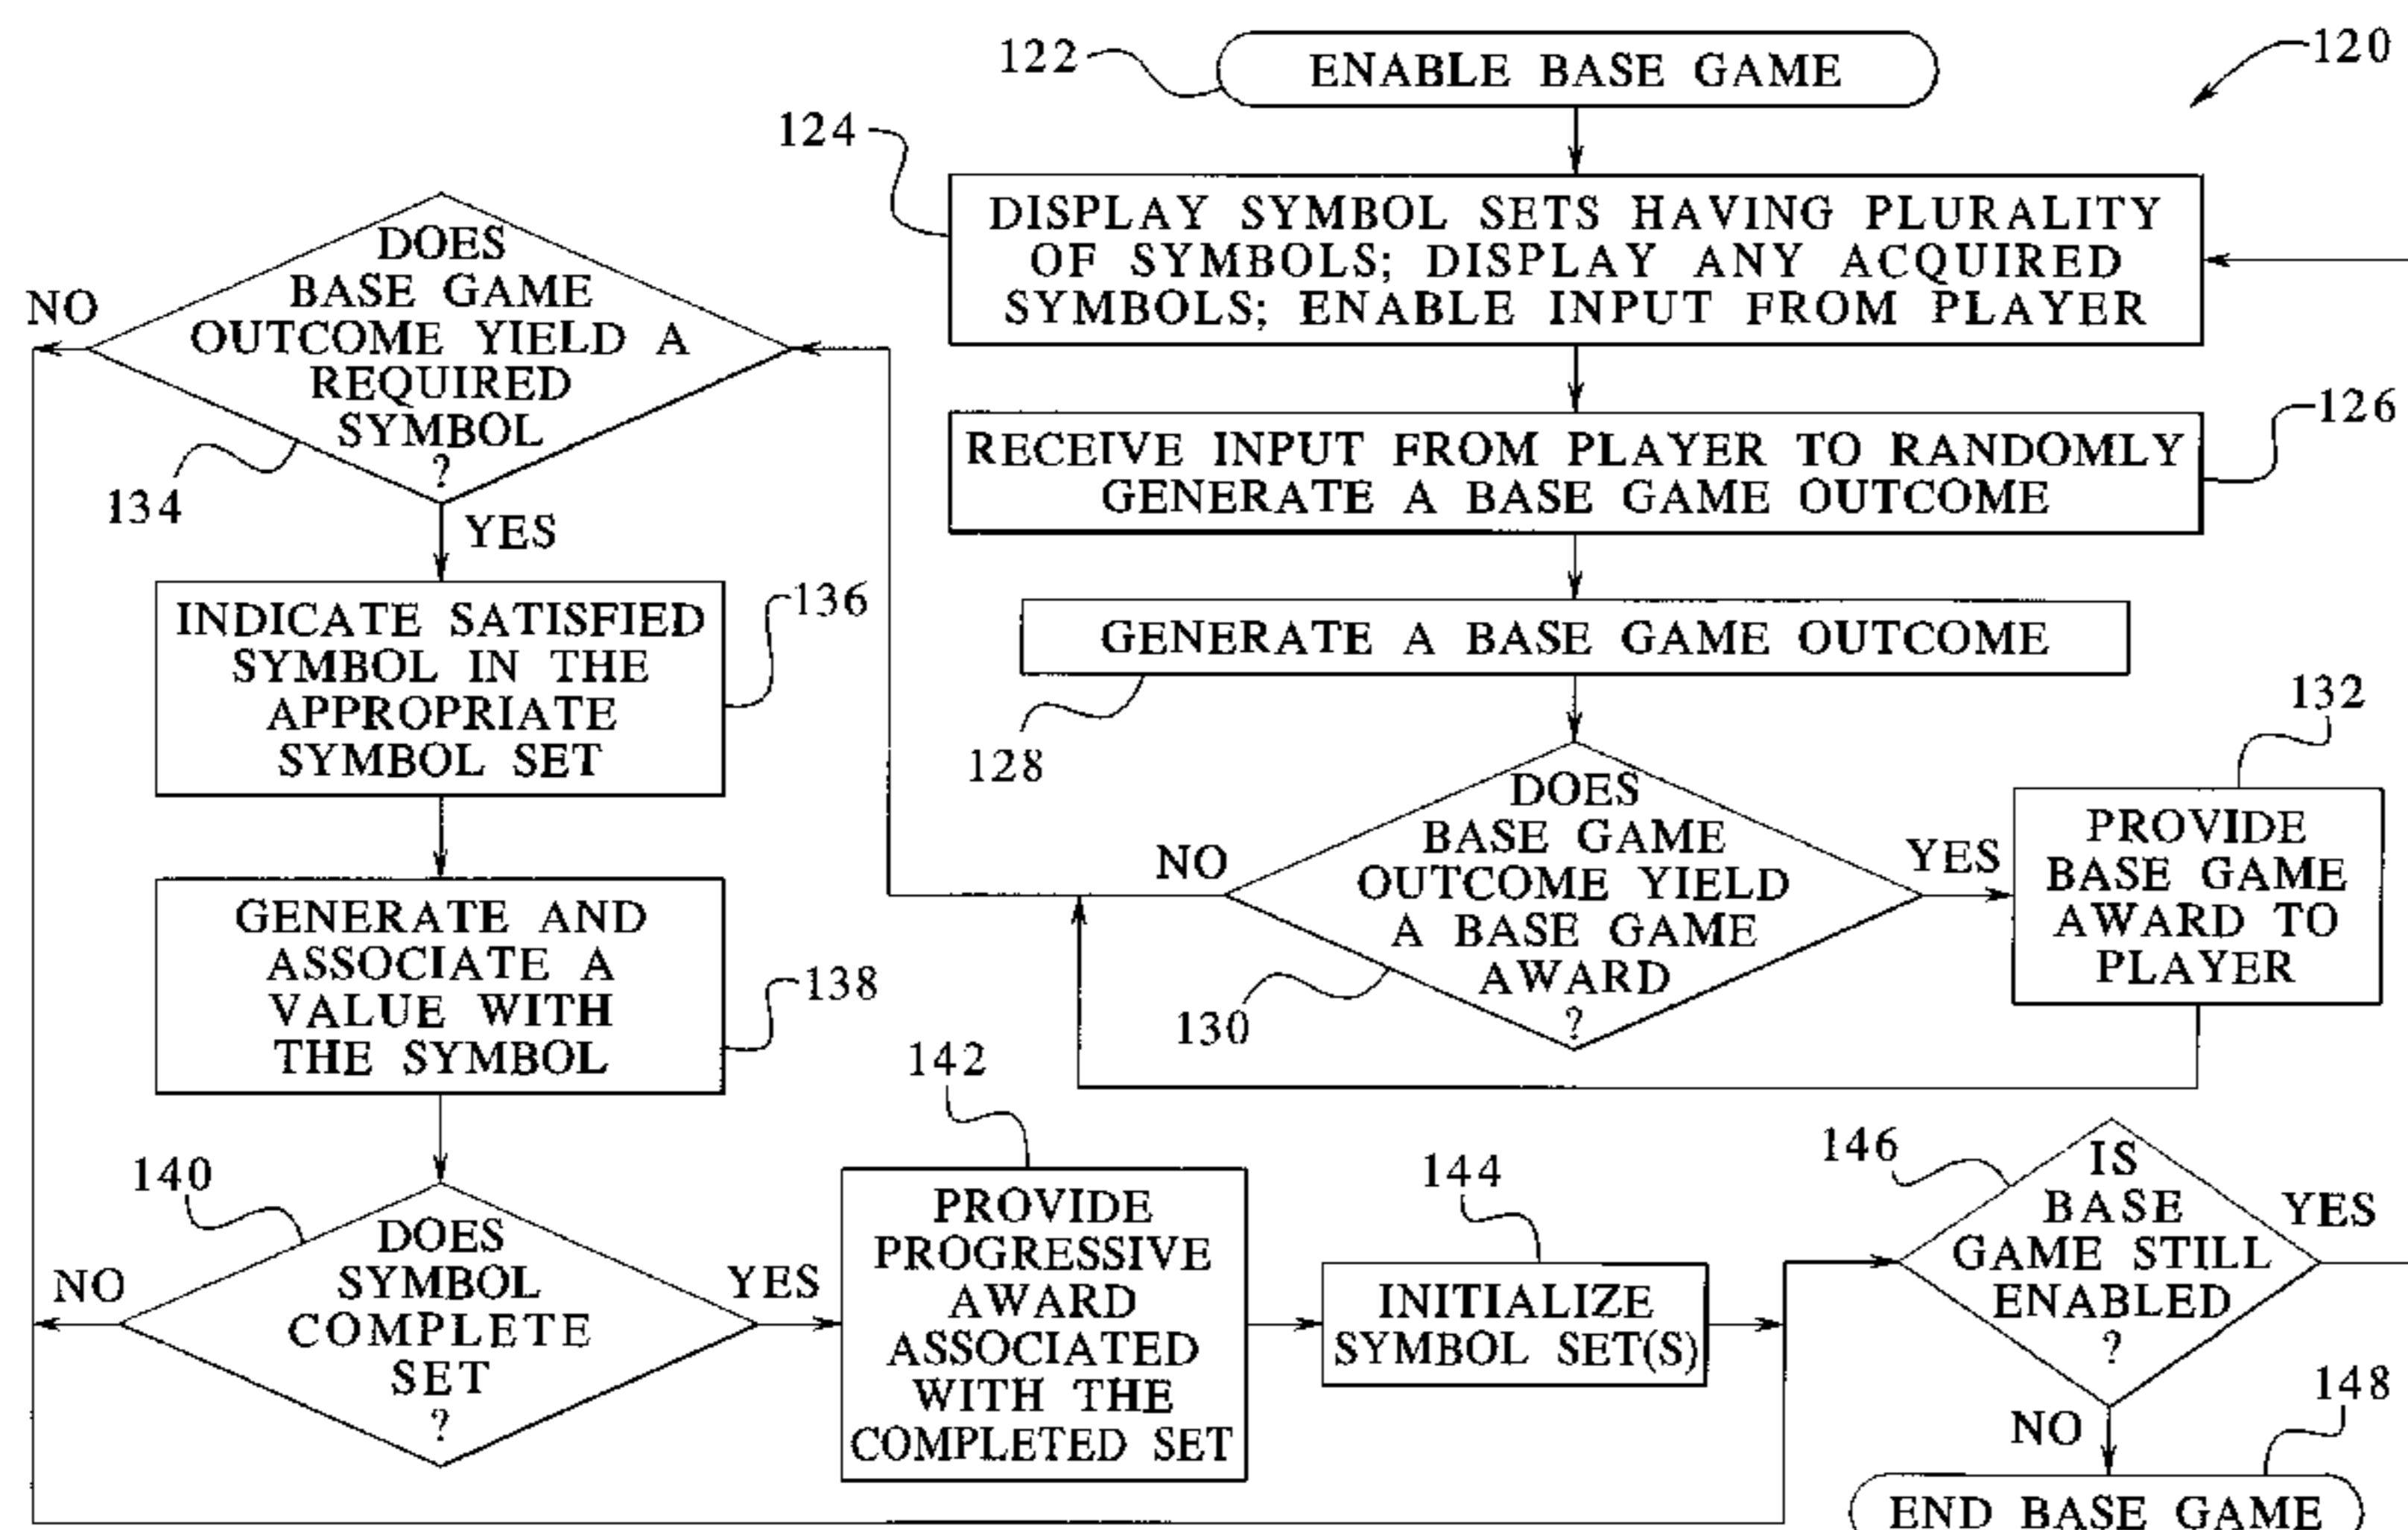 120
122
ENABLE BASE GAME
124
DISPLAY SYMBOL SETS HAVING PLURALITY
OF SYMBOLS; DISPLAY ANY ACQUIRED
SYMBOLS; ENABLE INPUT FROM PLAYER
126
RECEIVE INPUT FROM PLAYER TO RANDOMLY
GENERATE A BASE GAME OUTCOME
GENERATE A BASE GAME OUTCOME
128
DOES
BASE GAME
OUTCOME YIELD
A BASE GAME
AWARD
?
130
NO
YES
132
PROVIDE
BASE GAME
AWARD TO
PLAYER
DOES
BASE GAME
OUTCOME YIELD A
REQUIRED
SYMBOL
?
134
NO
YES
INDICATE SATISFIED
SYMBOL IN THE
APPROPRIATE
SYMBOL SET
136
GENERATE AND
ASSOCIATE A
VALUE WITH
THE SYMBOL
138
140
DOES
SYMBOL
COMPLETE
SET
?
NO
YES
142
PROVIDE
PROGRESSIVE
AWARD
ASSOCIATED
WITH THE
COMPLETED SET
144
INITIALIZE
SYMBOL SET(S)
146
IS
BASE
GAME STILL
ENABLED
?
YES
NO
148
END BASE GAME